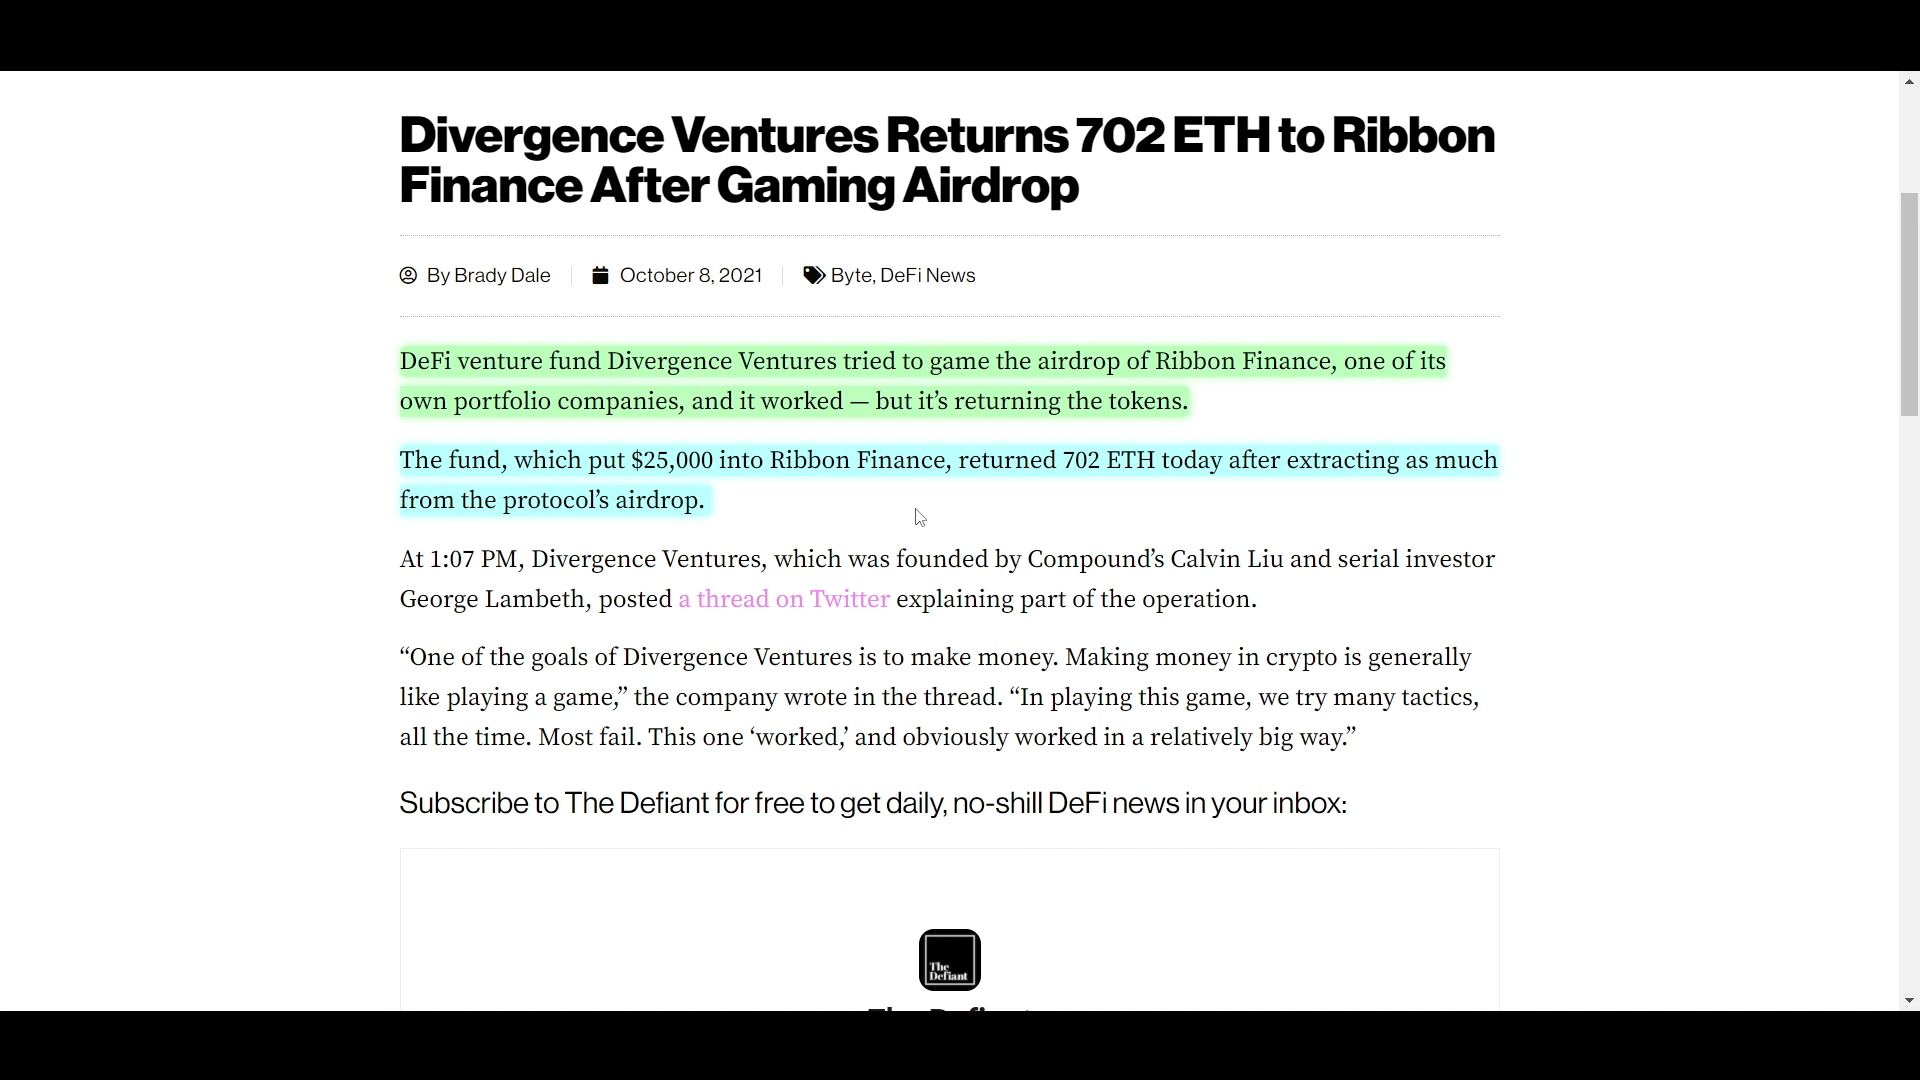 Divergence Ventures Returns 702 ETH to Ribbon
Finance After Gaming Airdrop
By Brady Dale
October 8, 2021
Byte, DeFi News
DeFi venture fund Divergence Ventures tried to game the airdrop of Ribbon Finance, one of its
own portfolio companies, and it worked — but it’s returning the tokens.
The fund, which put $25,000 into Ribbon Finance, returned 702 ETH today after extracting as much
from the protocol’s airdrop.
At 1:07 PM, Divergence Ventures, which was founded by Compound’s Calvin Liu and serial investor
George Lambeth, posted a thread on Twitter explaining part of the operation.
“One of the goals of Divergence Ventures is to make money. Making money in crypto is generally
like playing a game,” the company wrote in the thread. “In playing this game, we try many tactics,
all the time. Most fail. This one ‘worked,’ and obviously worked in a relatively big way.”
Subscribe to The Defiant for free to get daily, no-shill DeFi news in your inbox:
The
Defiant